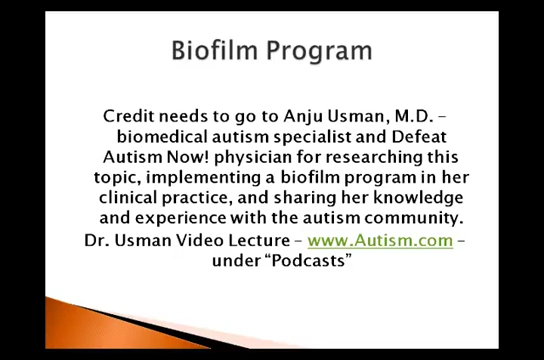 Biofilm Program
Credit needs to go to Anju Usman, M.D. –
biomedical autism specialist and Defeat
Autism Now! physician for researching this
topic, implementing a biofilm program in her
clinical practice, and sharing her knowledge
and experience with the autism community.
Dr. Usman Video Lecture – www.Autism.com –
under “Podcasts”